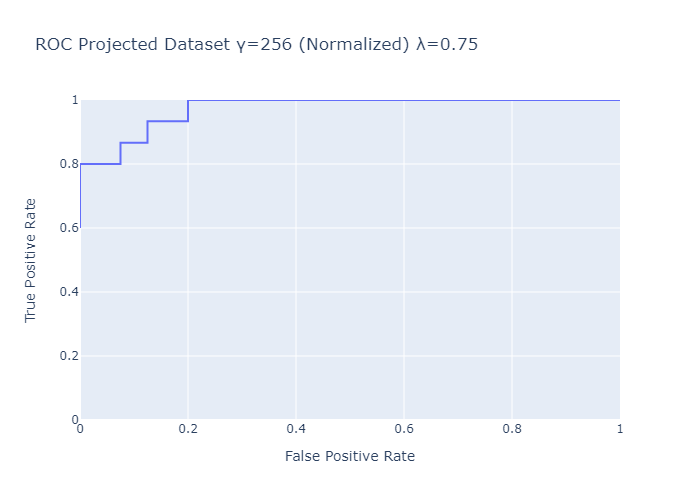 ROC Projected Dataset γ=256 (Normalized) λ=0.75
1
0.8
0.6
0.4
0.2
0
0 0.2 0.4 0.6 0.8 1
True Positive Rate
False Positive Rate